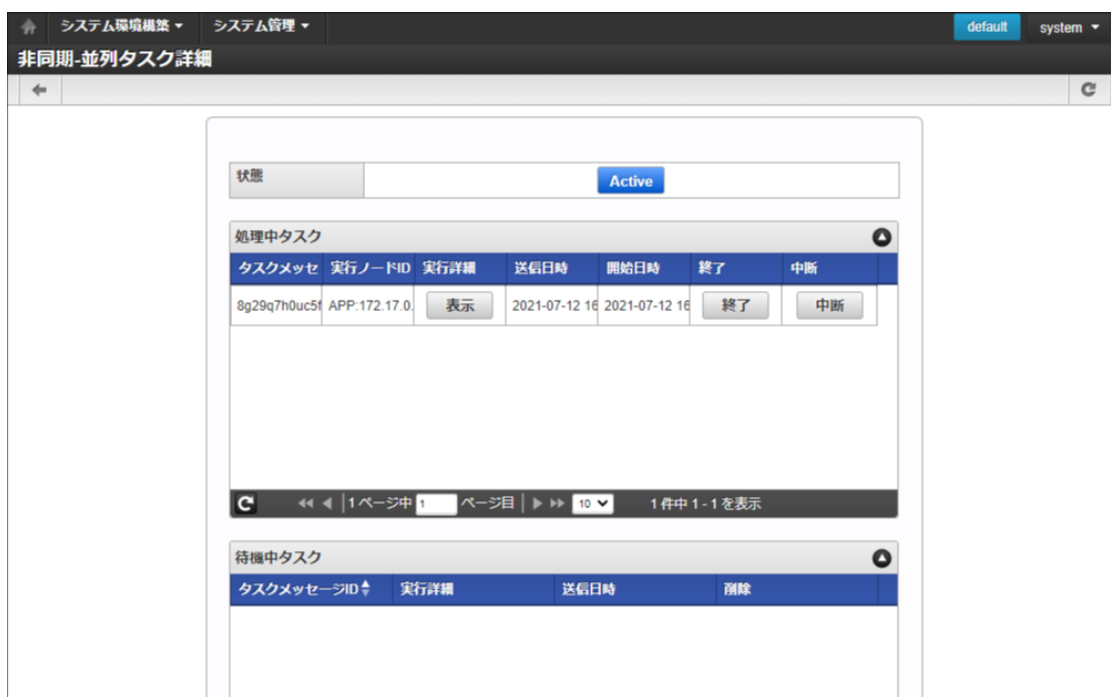 システム環境構築 システム管理 default system
非同期-並列タスク詳細
状態 Active
処理中タスク
タスクメッセ 実行ノードID 実行詳細 送信日時 開始日時 終了 中断
8g29q7h0uc5f APP:172.17.0. 表示 2021-07-12 16 2021-07-12 16 終了 中断
1 ページ中 1 ページ目 10 1 件中 1 - 1 を表示
待機中タスク
タスクメッセージID 実行詳細 送信日時 削除